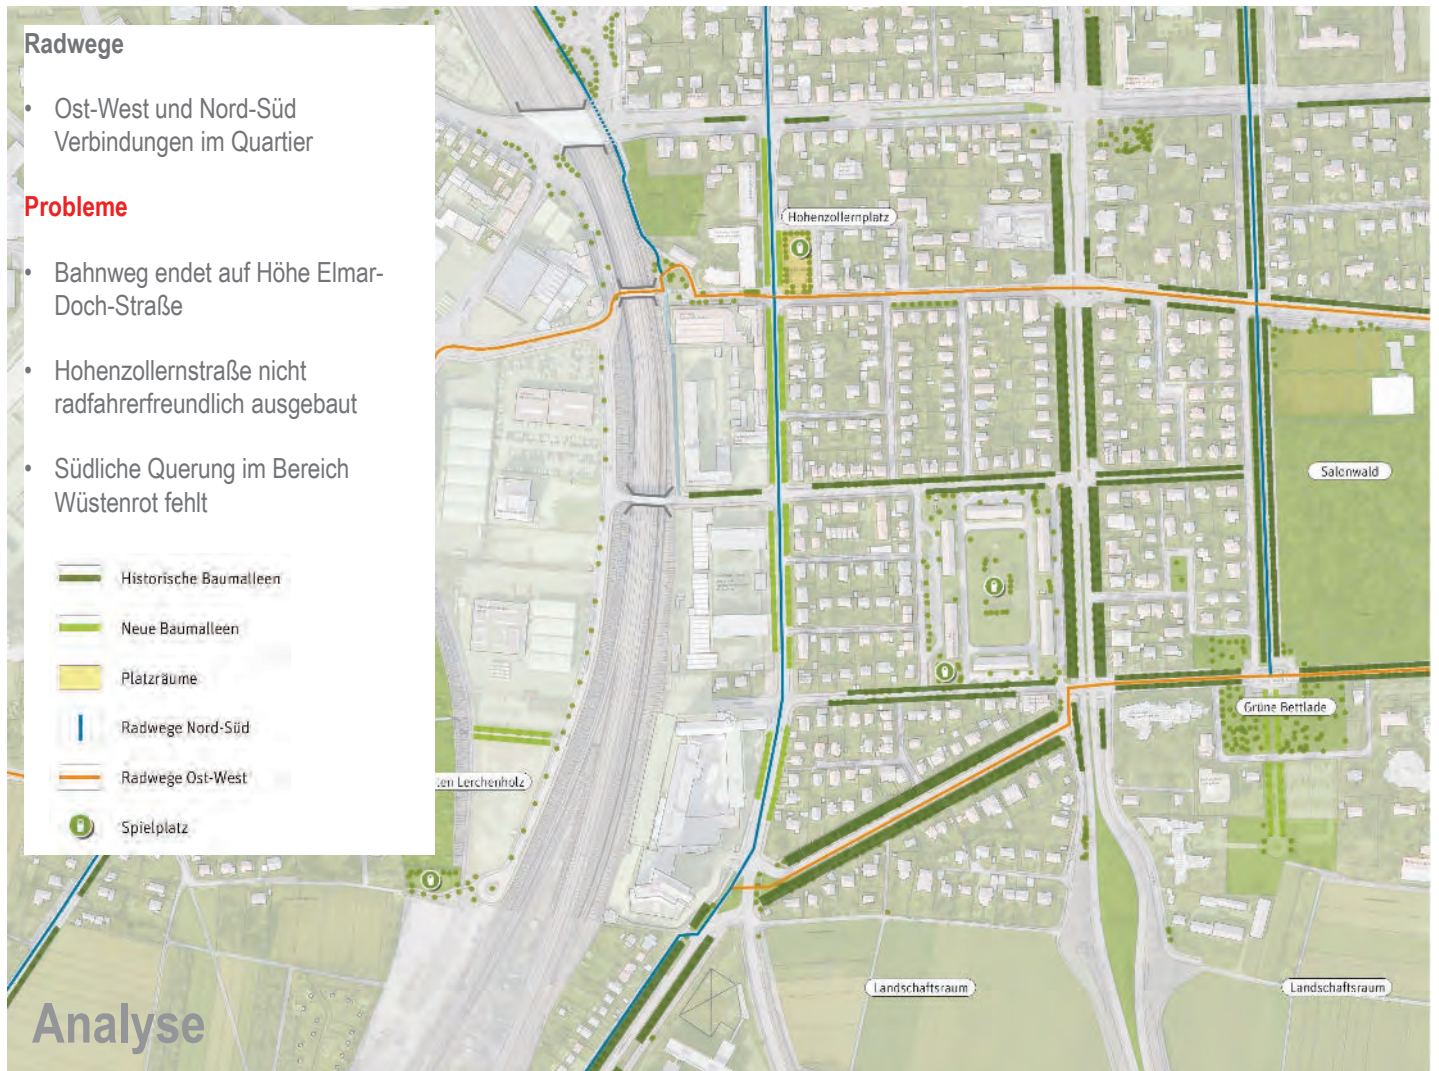 Radwege
• Ost-West und Nord-Süd
Verbindungen im Quartier
Probleme
• Bahnweg endet auf Höhe Elmar-
Doch-Straße
• Hohenzollernstraße nicht
radfahrerfreundlich ausgebaut
• Südliche Querung im Bereich
Wüstenrot fehlt
Historische Baumalleen
Neue Baumalleen
Platzräume
Radwege Nord-Süd
Radwege Ost-West
Spielplatz
Hohenzollernplatz
Salonwald
Grüne Bettlade
ten Lerchenholz
Landschaftsraum
Landschaftsraum
Analyse